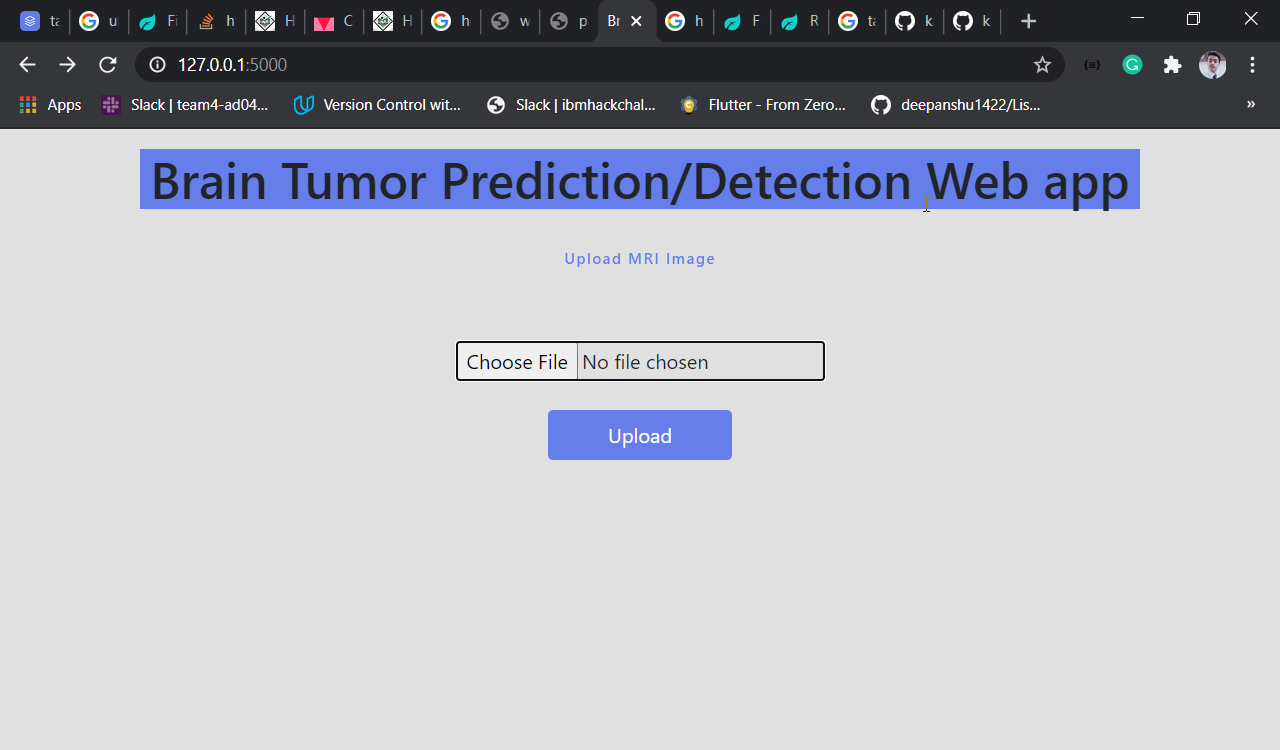 ta
u
Fi
h
H
C
H
h
w
p
Br
h
F
R
ta
k
k
127.0.0.1:5000
Apps
Slack | team4-ad04...
Version Control wit...
Slack | ibmhackchal...
Flutter - From Zero...
deepanshu1422/Lis...
»
Brain Tumor Prediction/Detection Web app
Upload MRI Image
Choose File No file chosen
Upload